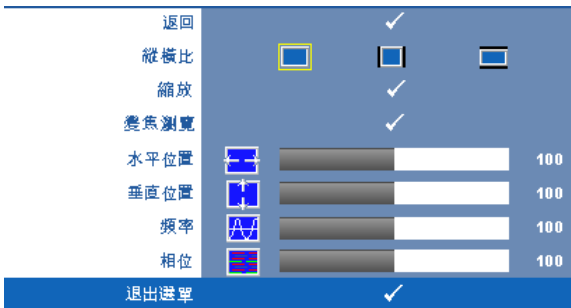 返回
縱橫比
縮放
變焦瀏覽
水平位置 100
垂直位置 100
頻率 100
相位 100
退出選單